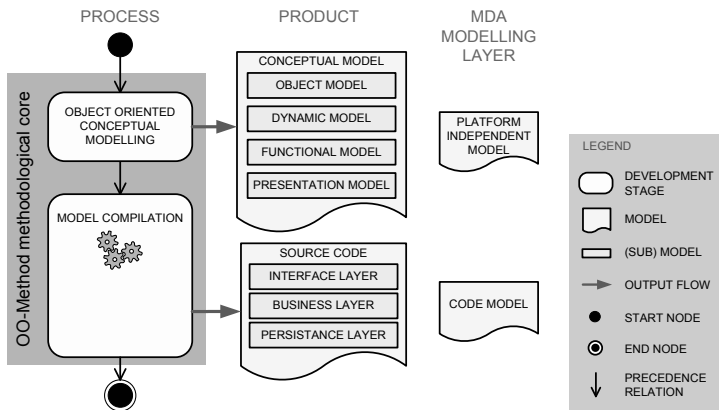 PROCESS
PRODUCT
MDA
MODELLING
LAYER
OO-Method methodological core
OBJECT ORIENTED
CONCEPTUAL
MODELLING
MODEL COMPILATION
CONCEPTUAL MODEL
OBJECT MODEL
DYNAMIC MODEL
FUNCTIONAL MODEL
PRESENTATION MODEL
SOURCE CODE
INTERFACE LAYER
BUSINESS LAYER
PERSISTANCE LAYER
PLATFORM
INDEPENDENT
MODEL
CODE MODEL
LEGEND
DEVELOPMENT
STAGE
MODEL
(SUB) MODEL
OUTPUT FLOW
START NODE
END NODE
PRECEDENCE
RELATION